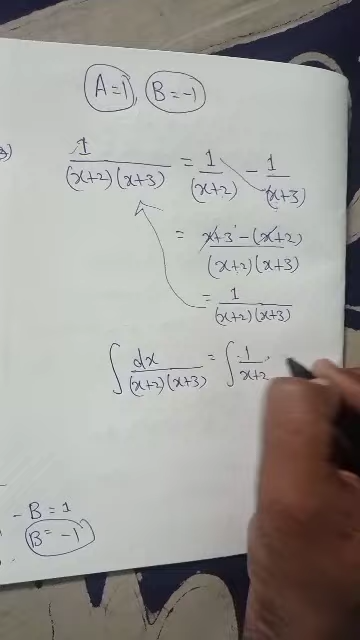 A=1, B=-1
1/((x+2)(x+3)) = 1/(x+2) - 1/(x+3)
= (x+3-(x+2))/((x+2)(x+3))
= 1/((x+2)(x+3))
∫ dx/((x+2)(x+3)) = ∫ 1/(x+2)
- B = 1
B = -1